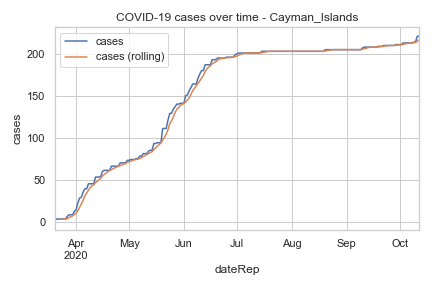 COVID-19 cases over time - Cayman_Islands
cases
cases (rolling)
cases
200
150
100
50
0
Apr
2020
May
Jun
Jul
Aug
Sep
Oct
dateRep